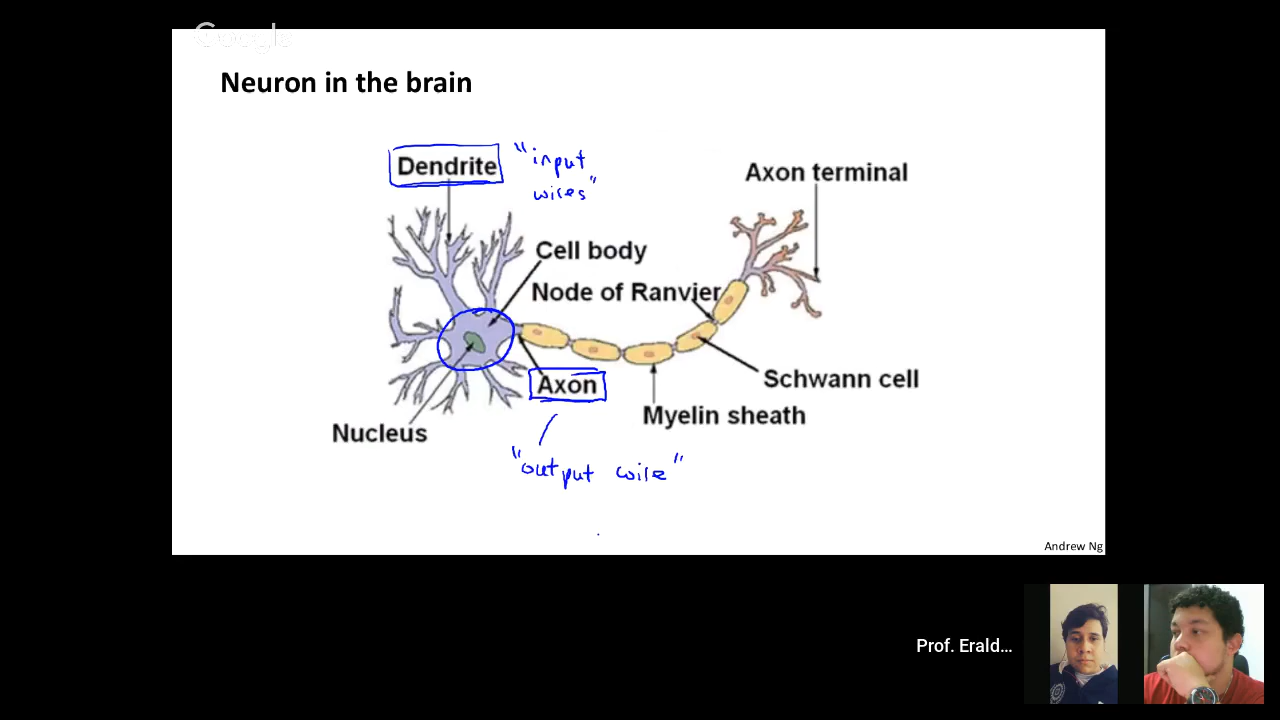 Google
Neuron in the brain
Dendrite
"input
wires"
Axon terminal
Cell body
Node of Ranvier
Axon
Schwann cell
Myelin sheath
Nucleus
"output wire"
Andrew Ng
Prof. Erald...